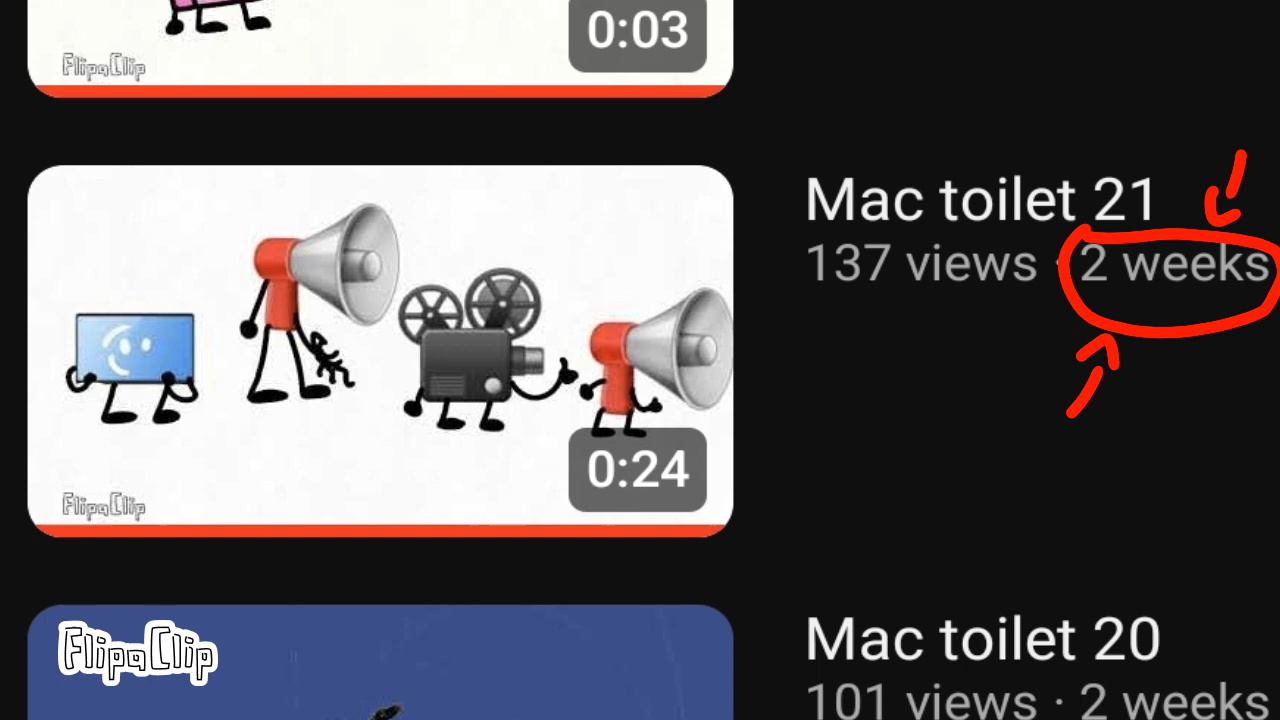 0:03
FlipaClip
Mac toilet 21
137 views · 2 weeks
0:24
FlipaClip
FlipaClip
Mac toilet 20
101 views · 2 weeks